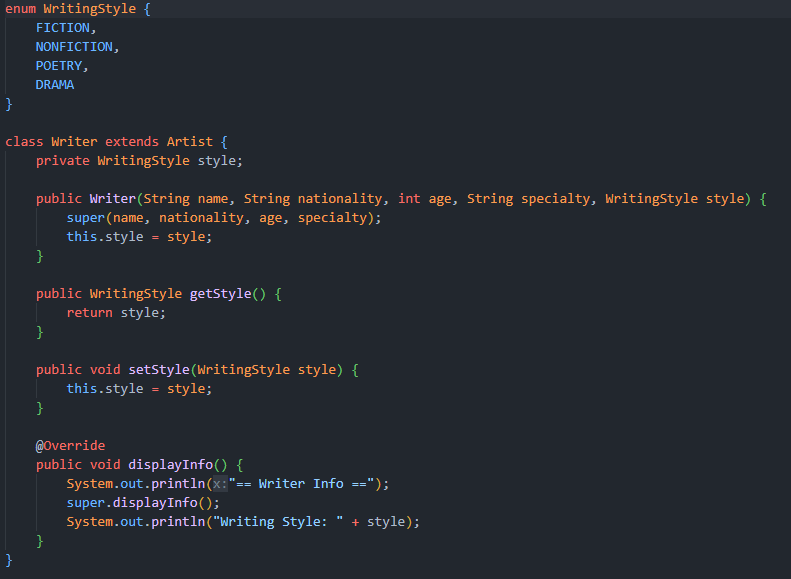 enum WritingStyle {
    FICTION,
    NONFICTION,
    POETRY,
    DRAMA
}

class Writer extends Artist {
    private WritingStyle style;

    public Writer(String name, String nationality, int age, String specialty, WritingStyle style) {
        super(name, nationality, age, specialty);
        this.style = style;
    }

    public WritingStyle getStyle() {
        return style;
    }

    public void setStyle(WritingStyle style) {
        this.style = style;
    }

    @Override
    public void displayInfo() {
        System.out.println(x:"== Writer Info ==");
        super.displayInfo();
        System.out.println("Writing Style: " + style);
    }
}